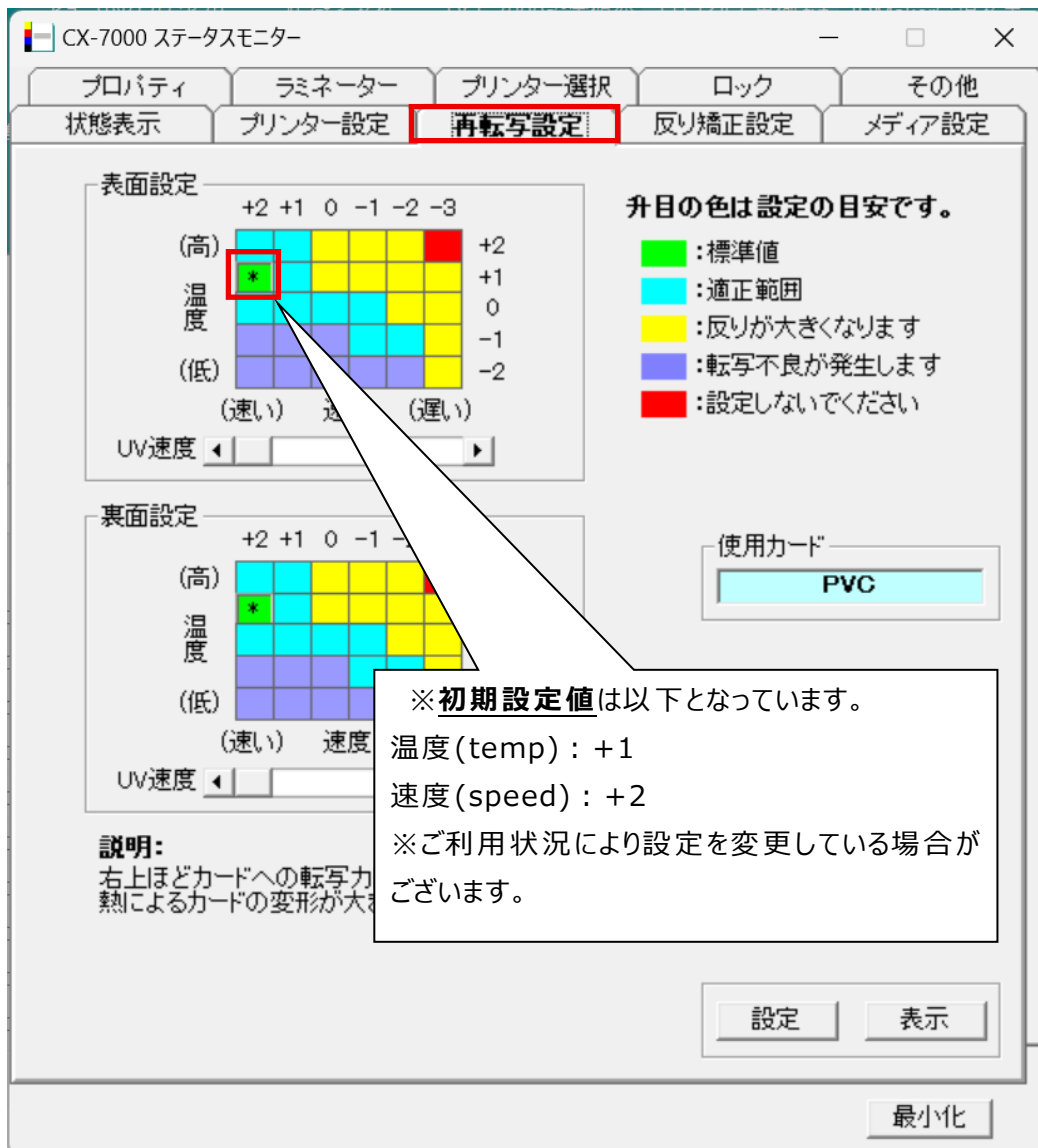 CX-7000 ステータスモニター
プロパティ ラミネーター プリンター選択 ロック その他
状態表示 プリンター設定 再転写設定 反り矯正設定 メディア設定
表面設定
+2 +1 0 -1 -2 -3
(高) +2
+1
温度 0
-1
(低) -2
(速い) (遅い)
UV速度
升目の色は設定の目安です。
:標準値
:適正範囲
:反りが大きくなります
:転写不良が発生します
:設定しないでください
裏面設定
+2 +1 0 -1
(高)
温度
(低)
(速い) 速度
UV速度
使用カード
PVC
※初期設定値は以下となっています。
温度(temp) : +1
速度(speed) : +2
※ご利用状況により設定を変更している場合が
ございます。
説明:
右上ほどカードへの転写力
熱によるカードの変形が大
設定 表示
最小化